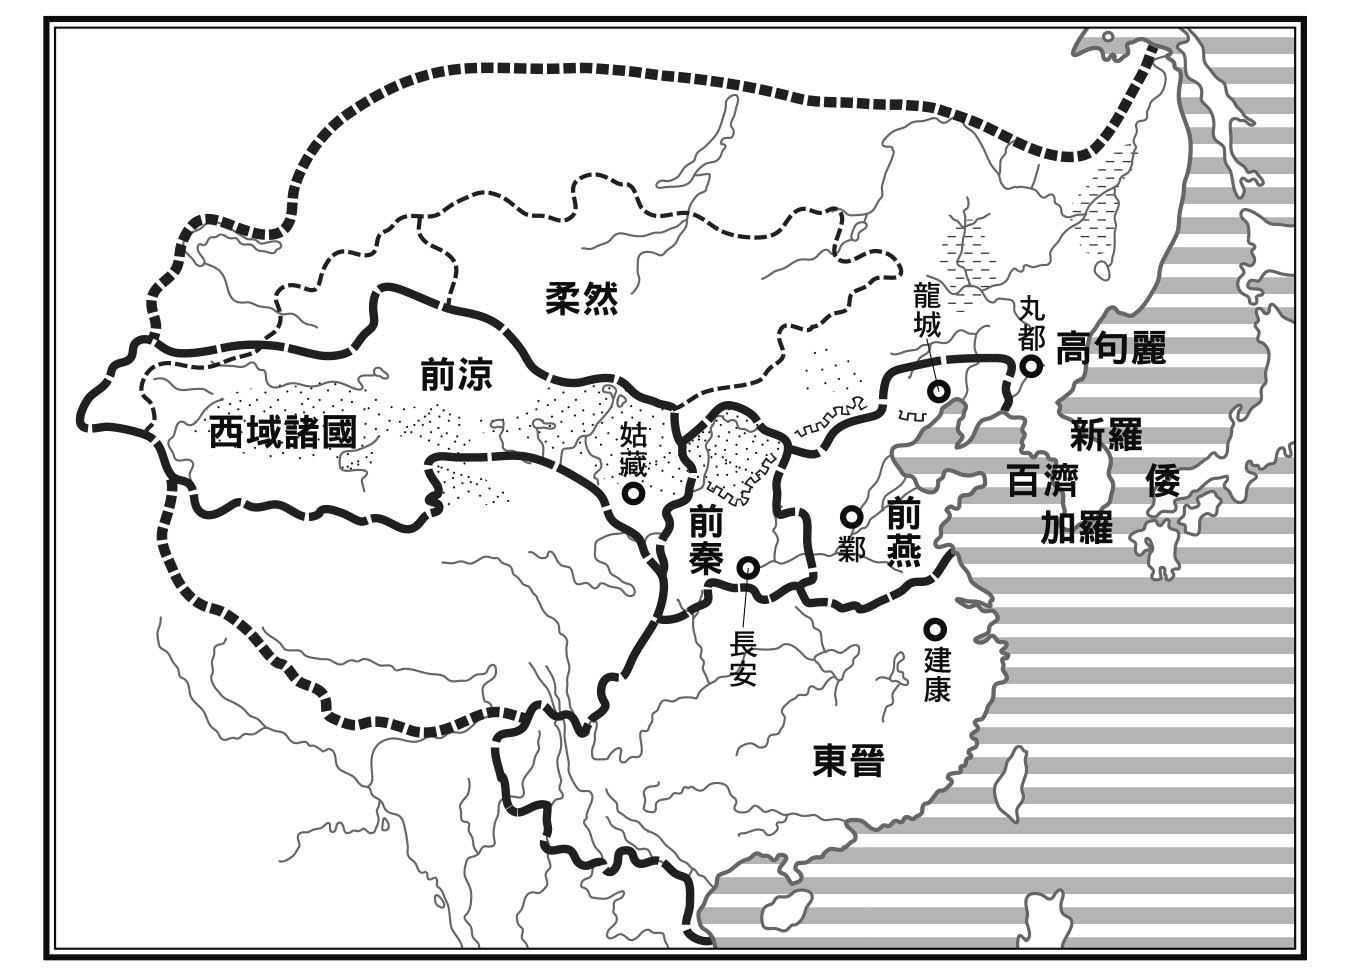 柔然
龍城
丸都
高句麗
前涼
西域諸國
姑藏
新羅
百濟
倭
前秦
前燕
加羅
鄴
長安
建康
東晉